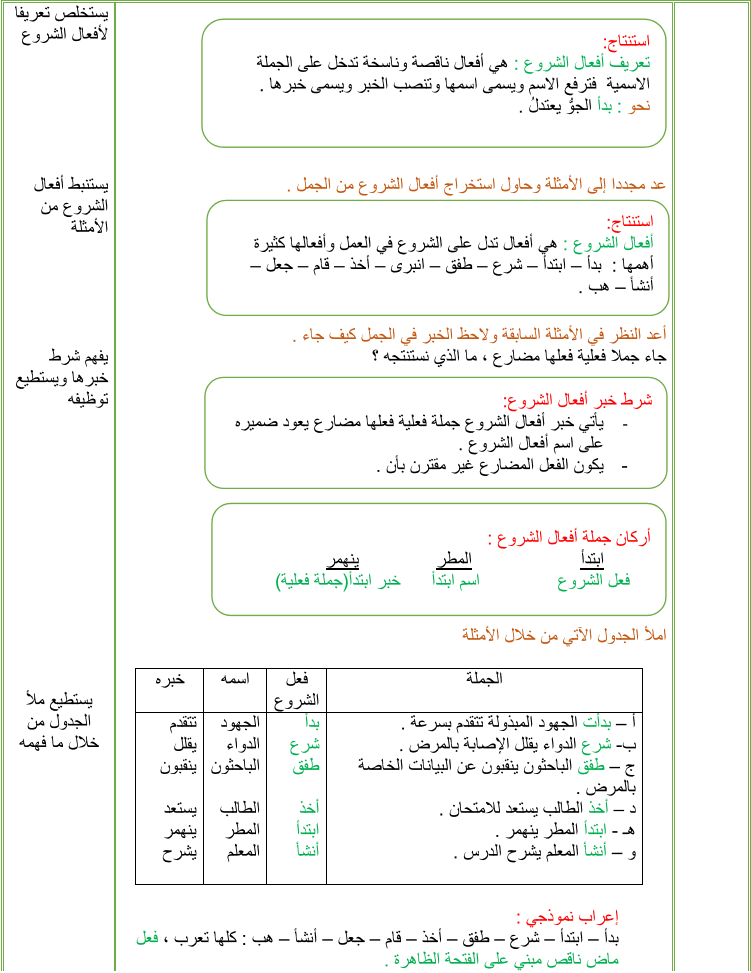 يستخلص تعريفا
لأفعال الشروع
استنتاج:
تعريف أفعال الشروع : هي أفعال ناقصة وناسخة تدخل على الجملة
الاسمية فترفع الاسم ويسمى اسمها وتنصب الخبر ويسمى خبرها .
نحو : بدأ الجوُّ يعتدلُ .
يستنبط أفعال
الشروع من
الأمثلة
عد مجددا إلى الأمثلة وحاول استخراج أفعال الشروع من الجمل .
استنتاج:
أفعال الشروع : هي أفعال تدل على الشروع في العمل وأفعالها كثيرة
أهمها : بدأ – ابتدأ – شرع – طفق – انبرى – أخذ – قام – جعل –
أنشأ – هب .
يفهم شرط
خبرها ويستطيع
توظيفه
أعد النظر في الأمثلة السابقة ولاحظ الخبر في الجمل كيف جاء .
جاء جملا فعلية فعلها مضارع ، ما الذي نستنتجه ؟
شرط خبر أفعال الشروع:
- يأتي خبر أفعال الشروع جملة فعلية فعلها مضارع يعود ضميره
على اسم أفعال الشروع .
- يكون الفعل المضارع غير مقترن بأن .
أركان جملة أفعال الشروع :
ابتدأ المطر ينهمر
فعل الشروع اسم ابتدأ خبر ابتدأ(جملة فعلية)
املأ الجدول الآتي من خلال الأمثلة
يستطيع ملأ
الجدول من
خلال ما فهمه
الجملة فعل اسمه خبره
الشروع
أ – بدأت الجهود المبذولة تتقدم بسرعة . بدأ الجهود تتقدم
ب- شرع الدواء يقلل الإصابة بالمرض . شرع الدواء يقلل
ج – طفق الباحثون ينقبون عن البيانات الخاصة طفق الباحثون ينقبون
بالمرض .
د – أخذ الطالب يستعد للامتحان . أخذ الطالب يستعد
هـ - ابتدأ المطر ينهمر . ابتدأ المطر ينهمر
و – أنشأ المعلم يشرح الدرس . أنشأ المعلم يشرح
إعراب نموذجي :
بدأ – ابتدأ – شرع – طفق – أخذ – قام – جعل – أنشأ – هب : كلها تعرب ، فعل
ماض ناقص مبني على الفتحة الظاهرة .